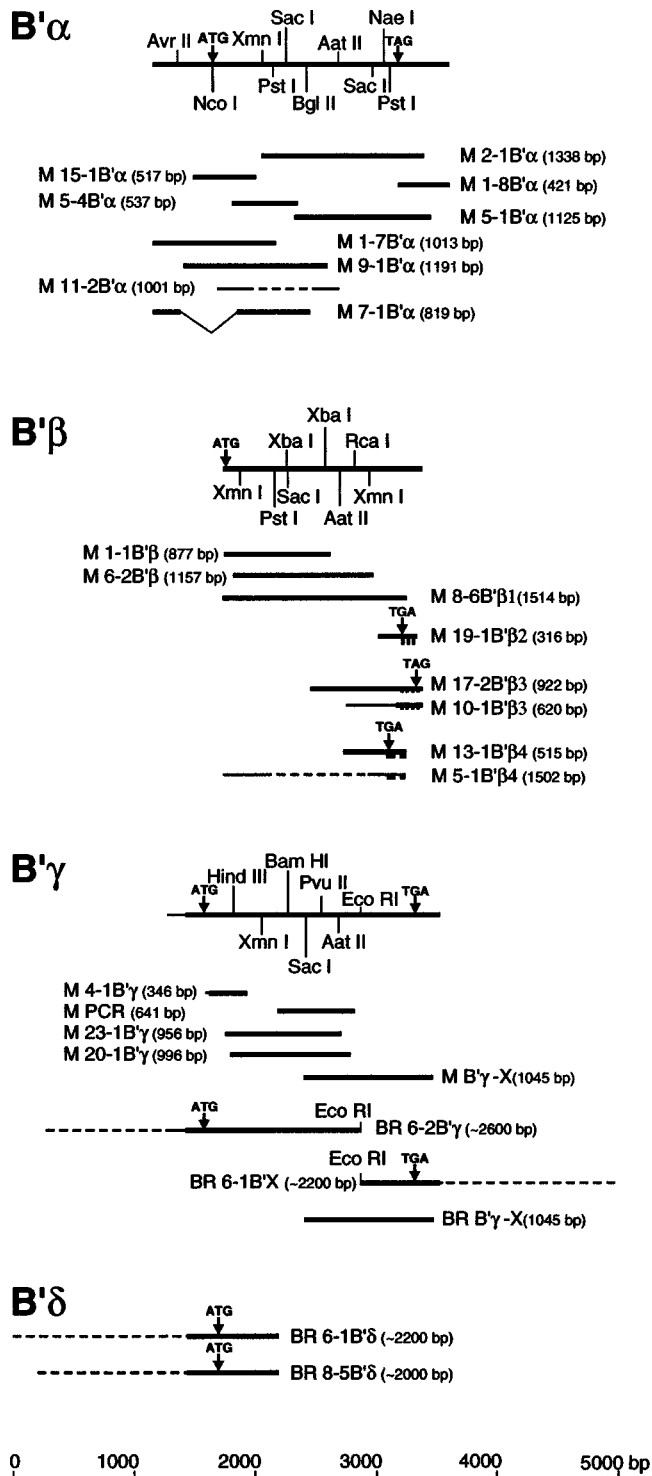 B'α
Sac I Nae I
Avr II ATG Xmn I Aat II TAG
Pst I Sac I
Nco I Bgl II Pst I
M 2-1B'α (1338 bp)
M 15-1B'α (517 bp)
M 1-8B'α (421 bp)
M 5-4B'α (537 bp)
M 5-1B'α (1125 bp)
M 1-7B'α (1013 bp)
M 9-1B'α (1191 bp)
M 11-2B'α (1001 bp)
M 7-1B'α (819 bp)
B'β
Xba I
ATG Xba I Rca I
Xmn I Sac I Xmn I
Pst I Aat II
M 1-1B'β (877 bp)
M 6-2B'β (1157 bp)
M 8-6B'β1(1514 bp)
TGA
M 19-1B'β2 (316 bp)
TAG
M 17-2B'β3 (922 bp)
M 10-1B'β3 (620 bp)
TGA
M 13-1B'β4 (515 bp)
M 5-1B'β4 (1502 bp)
B'γ
Bam HI
Hind III Pvu II
ATG Eco RI TGA
Xmn I Aat II
Sac I
M 4-1B'γ (346 bp)
M PCR (641 bp)
M 23-1B'γ (956 bp)
M 20-1B'γ (996 bp)
M B'γ-X(1045 bp)
ATG Eco RI
BR 6-2B'γ (~2600 bp)
Eco RI TGA
BR 6-1B'X (~2200 bp)
BR B'γ-X(1045 bp)
B'δ
ATG
BR 6-1B'δ (~2200 bp)
ATG
BR 8-5B'δ (~2000 bp)
0 1000 2000 3000 4000 5000 bp